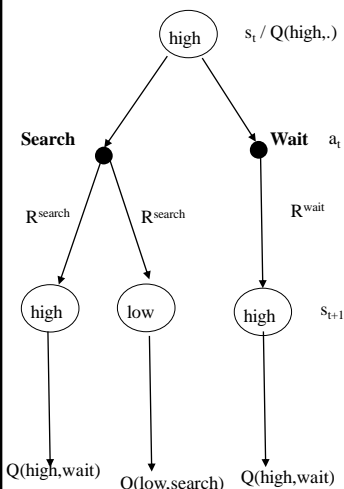 high s_t / Q(high,.)
Search Wait a_t
R^search R^search R^wait
high low high s_t+1
Q(high,wait) Q(low,search) Q(high,wait)